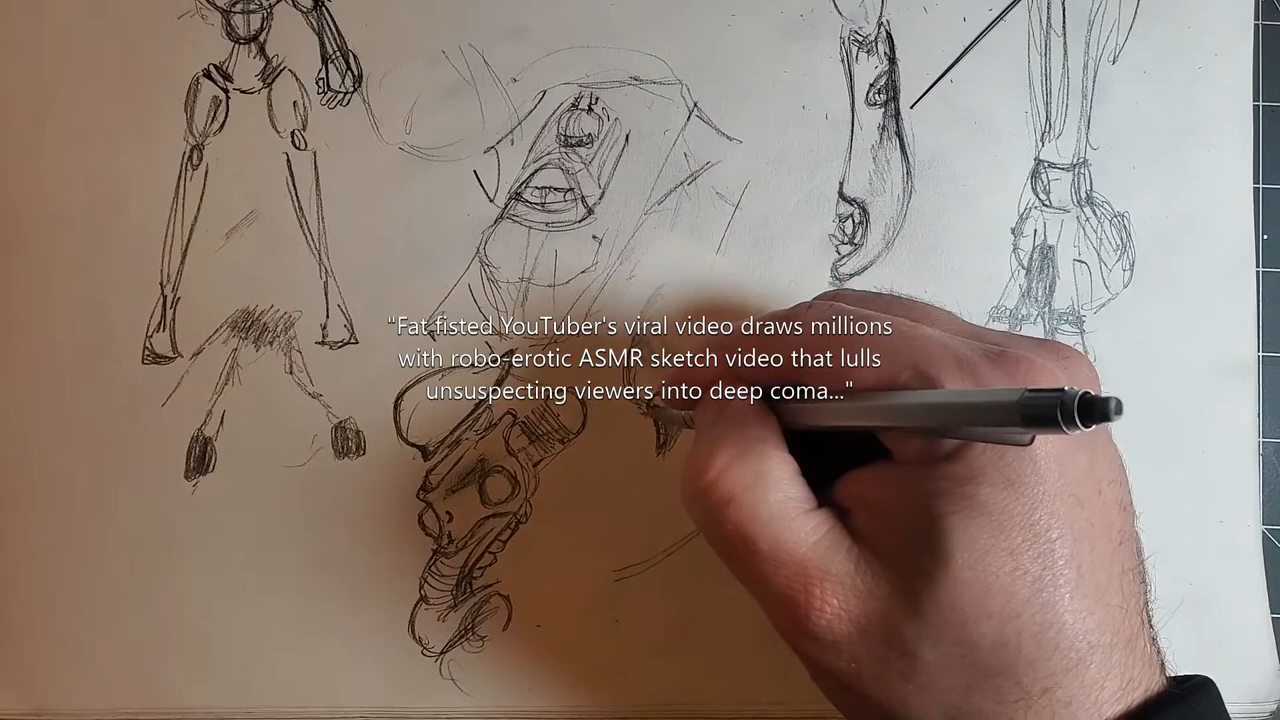 "Fat fisted YouTuber's viral video draws millions
with robo-erotic ASMR sketch video that lulls
unsuspecting viewers into deep coma..."